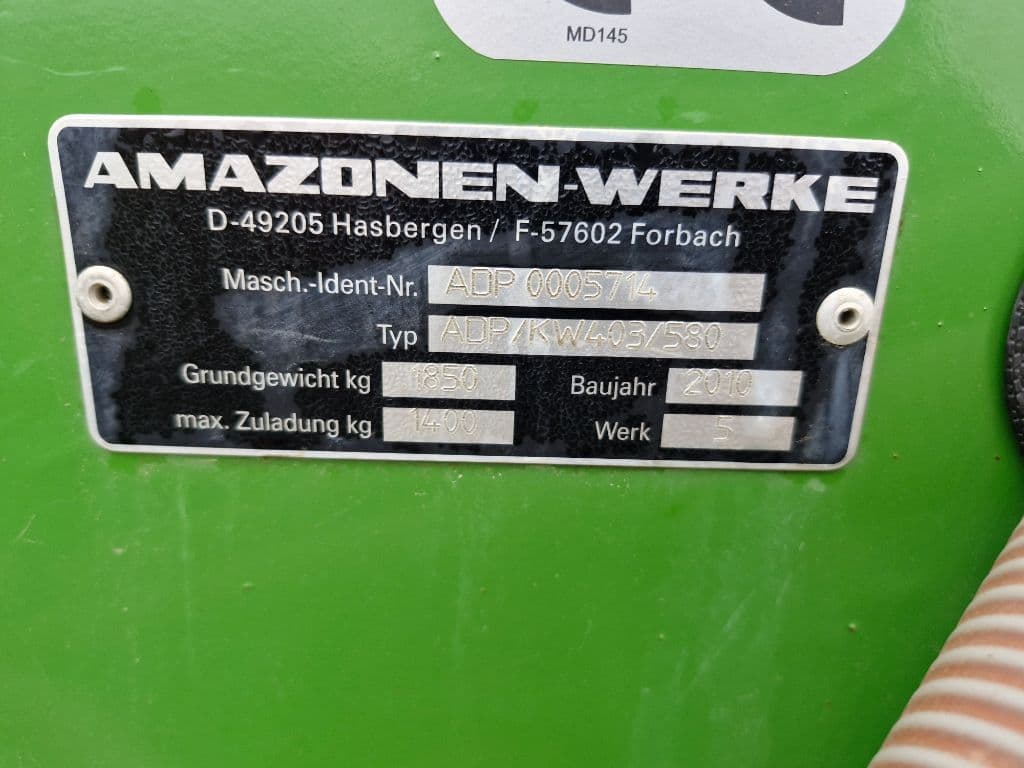 MD145
AMAZONEN-WERKE
D-49205 Hasbergen / F-57602 Forbach
Masch.-Ident-Nr. ADP 0005714
Typ ADP/KW403/580
Grundgewicht kg 1850 Baujahr 2010
max. Zuladung kg 1400 Werk 5